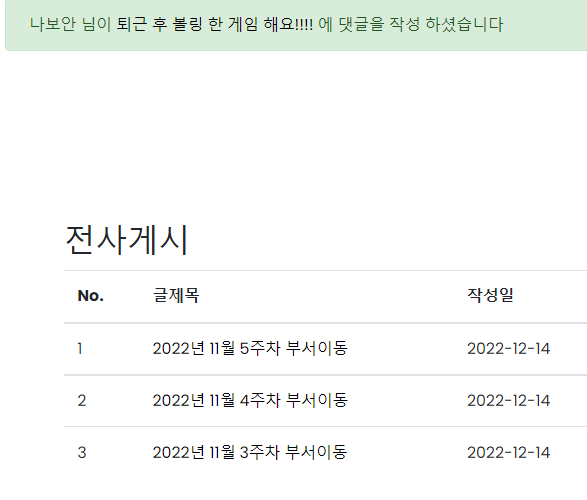 나보안 님이 퇴근 후 볼링 한 게임 해요!!!! 에 댓글을 작성 하셨습니다
전사게시
No. 글제목 작성일
1 2022년 11월 5주차 부서이동 2022-12-14
2 2022년 11월 4주차 부서이동 2022-12-14
3 2022년 11월 3주차 부서이동 2022-12-14